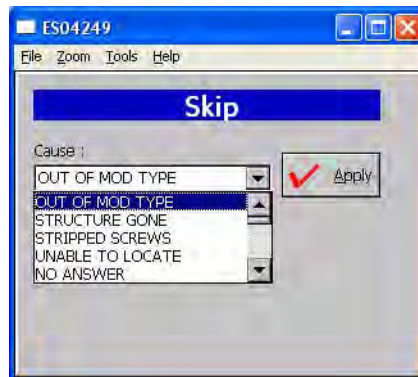 ES04249
File Zoom Tools Help
Skip
Cause :
OUT OF MOD TYPE
Apply
OUT OF MOD TYPE
STRUCTURE GONE
STRIPPED SCREWS
UNABLE TO LOCATE
NO ANSWER